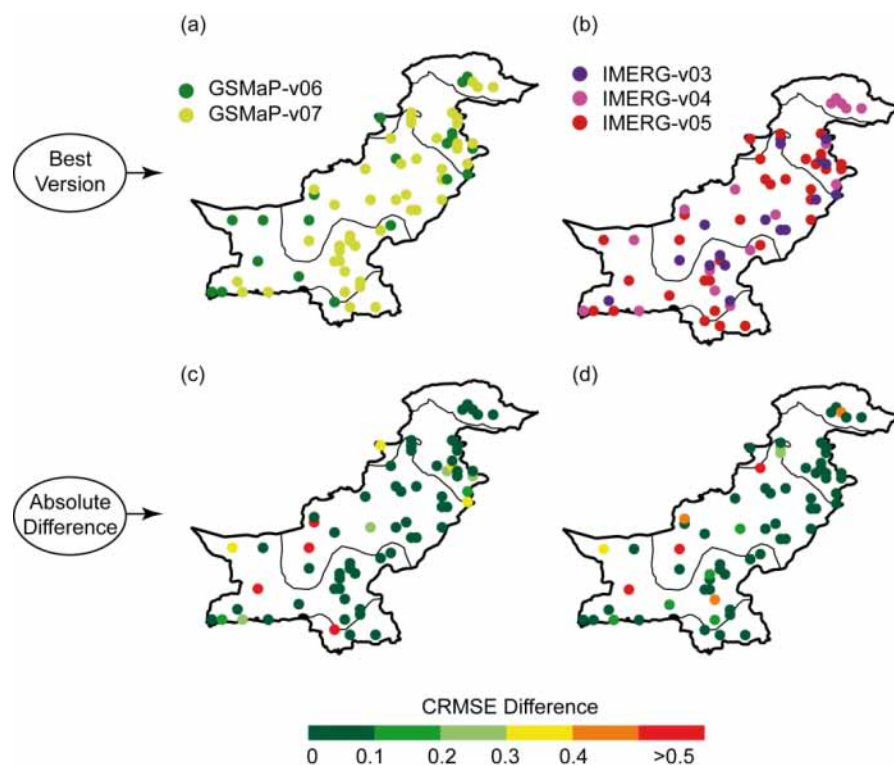 (a)
GSMaP-v06
GSMaP-v07
(b)
IMERG-v03
IMERG-v04
IMERG-v05
Best
Version
(c)
(d)
Absolute
Difference
CRMSE Difference
0 0.1 0.2 0.3 0.4 >0.5